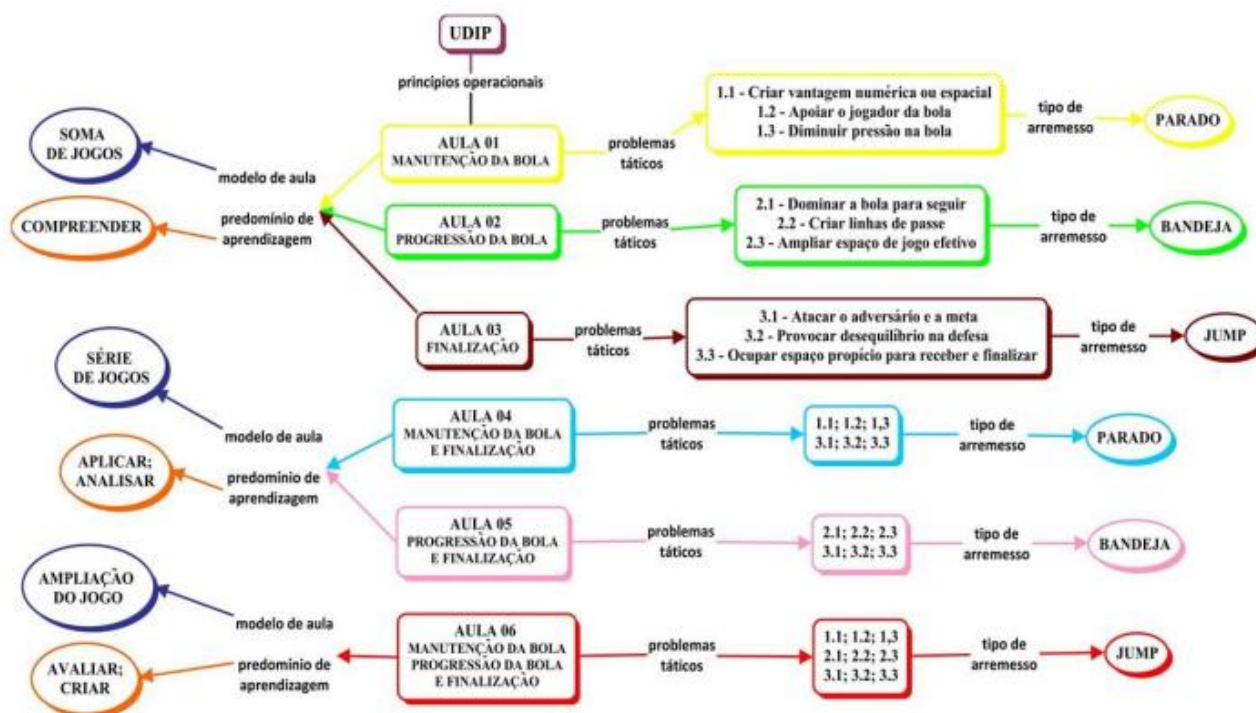 UDIP
princípios operacionais
SOMA
DE JOGOS
modelo de aula
COMPREENDER
predomínio de
aprendizagem
AULA 01
MANUTENÇÃO DA BOLA
problemas
táticos
1.1 - Criar vantagem numérica ou espacial
1.2 - Apoiar o jogador da bola
1.3 - Diminuir pressão na bola
tipo de
arremesso
PARADO
AULA 02
PROGRESSÃO DA BOLA
problemas
táticos
2.1 - Dominar a bola para seguir
2.2 - Criar linhas de passe
2.3 - Ampliar espaço de jogo efetivo
tipo de
arremesso
BANDEJA
AULA 03
FINALIZAÇÃO
problemas
táticos
3.1 - Atacar o adversário e a meta
3.2 - Provocar desequilíbrio na defesa
3.3 - Ocupar espaço propício para receber e finalizar
tipo de
arremesso
JUMP
SÉRIE
DE JOGOS
modelo de aula
APLICAR;
ANALISAR
predomínio de
aprendizagem
AULA 04
MANUTENÇÃO DA BOLA
E FINALIZAÇÃO
problemas
táticos
1.1; 1.2; 1,3
3.1; 3.2; 3.3
tipo de
arremesso
PARADO
AULA 05
PROGRESSÃO DA BOLA
E FINALIZAÇÃO
problemas
táticos
2.1; 2.2; 2.3
3.1; 3.2; 3.3
tipo de
arremesso
BANDEJA
AMPLIAÇÃO
DO JOGO
modelo de aula
AVALIAR;
CRIAR
predomínio de
aprendizagem
AULA 06
MANUTENÇÃO DA BOLA
PROGRESSÃO DA BOLA
E FINALIZAÇÃO
problemas
táticos
1.1; 1.2; 1,3
2.1; 2.2; 2.3
3.1; 3.2; 3.3
tipo de
arremesso
JUMP